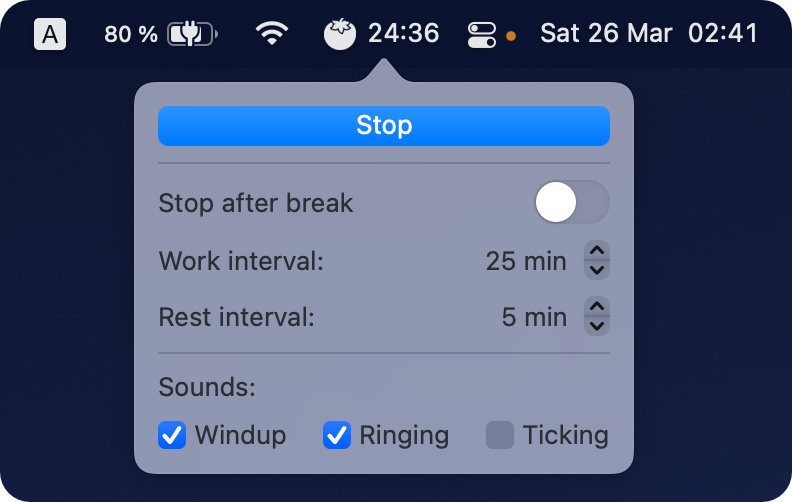 A 80 % 24:36 Sat 26 Mar 02:41
Stop
Stop after break
Work interval: 25 min
Rest interval: 5 min
Sounds:
Windup Ringing Ticking